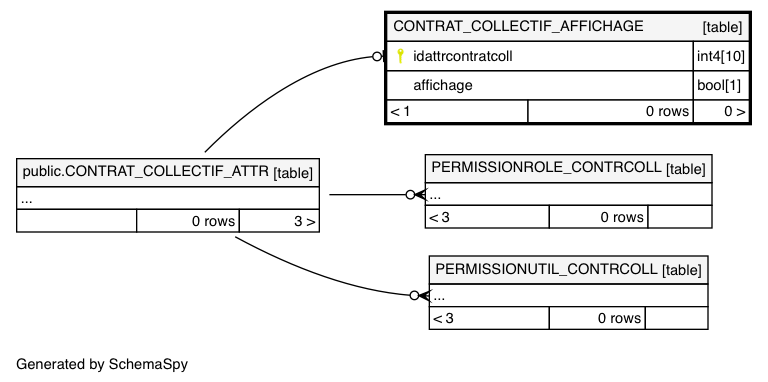 CONTRAT_COLLECTIF_AFFICHAGE [table]
idattrcontratcoll int4[10]
affichage bool[1]
< 1 0 rows 0 >
public.CONTRAT_COLLECTIF_ATTR [table]
...
0 rows 3 >
PERMISSIONROLE_CONTRCOLL [table]
...
< 3 0 rows
PERMISSIONUTIL_CONTRCOLL [table]
...
< 3 0 rows
Generated by SchemaSpy